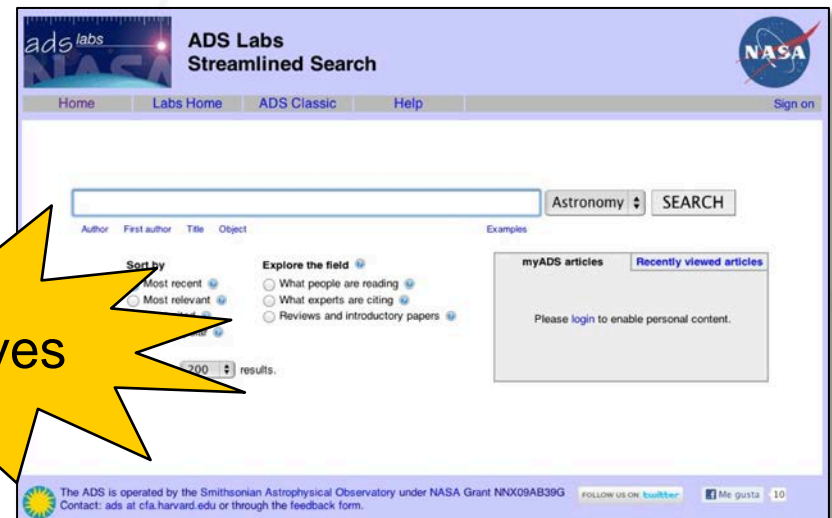 ads labs
NASA
ADS Labs
Streamlined Search
NASA
Home Labs Home ADS Classic Help Sign on
Astronomy SEARCH
Author First author Title Object Examples
Sort by
Most recent
Most relevant
Explore the field
What people are reading
What experts are citing
Reviews and introductory papers
myADS articles Recently viewed articles
Please login to enable personal content.
200 results.
The ADS is operated by the Smithsonian Astrophysical Observatory under NASA Grant NNX09AB39G
Contact: ads at cfa.harvard.edu or through the feedback form.
FOLLOW US ON twitter
Me gusta 10